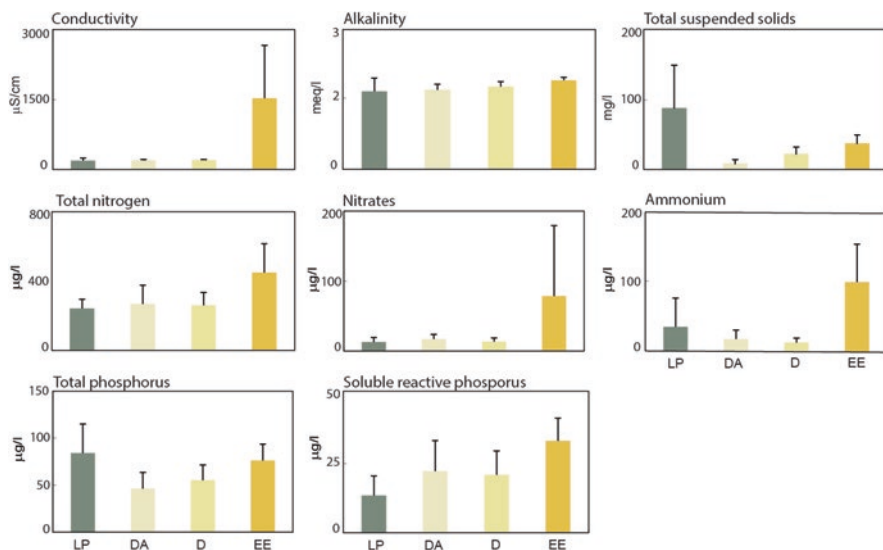 Conductivity
3000
1500
0
µS/cm
Alkalinity
3
2
0
meq/l
Total suspended solids
200
100
0
mg/l
Total nitrogen
800
400
0
µg/l
Nitrates
200
100
0
µg/l
Ammonium
200
100
0
µg/l
LP DA D EE
Total phosphorus
150
100
50
0
µg/l
LP DA D EE
Soluble reactive phosporus
50
25
0
µg/l
LP DA D EE